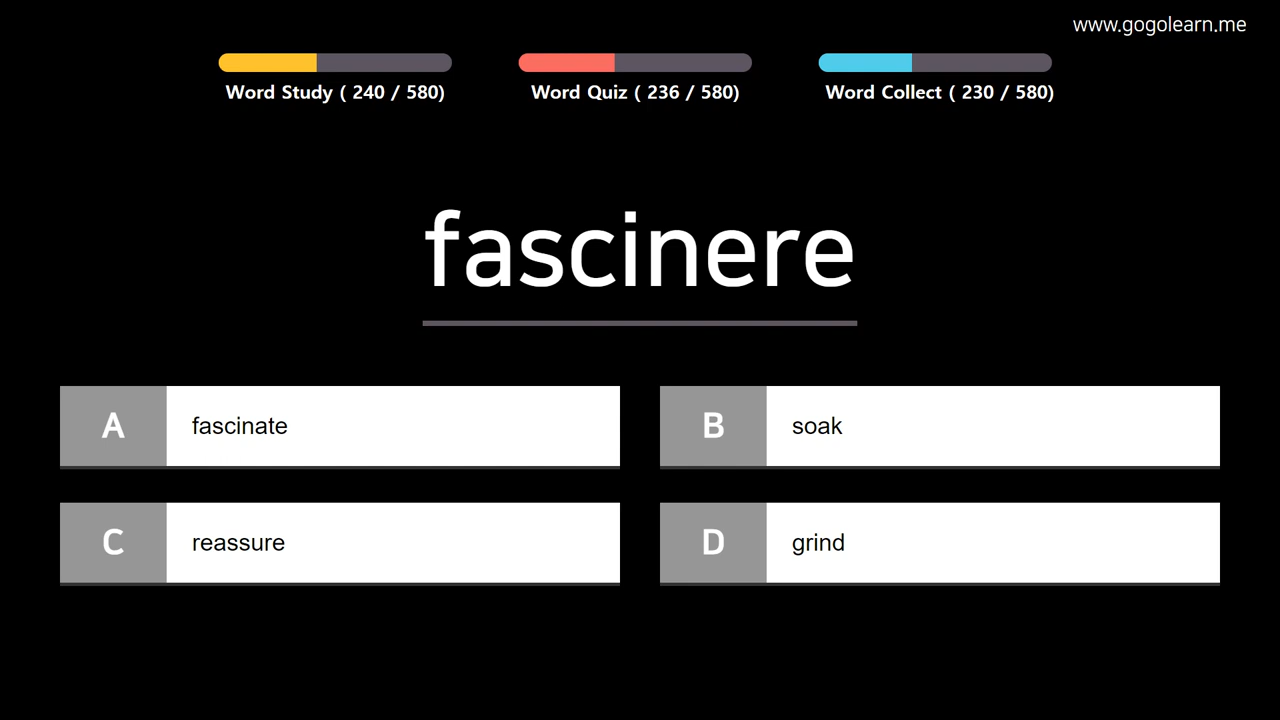 www.gogolearn.me
Word Study ( 240 / 580)
Word Quiz ( 236 / 580)
Word Collect ( 230 / 580)
fascinere
A fascinate
B soak
C reassure
D grind